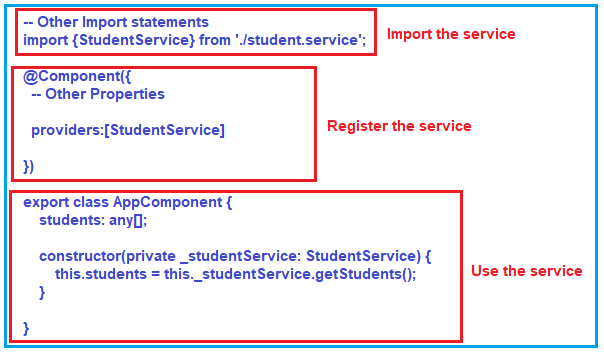 -- Other Import statements
import {StudentService} from './student.service';
Import the service
@Component({
-- Other Properties
providers:[StudentService]
Register the service
})
export class AppComponent {
students: any[];
constructor(private _studentService: StudentService) {
this.students = this._studentService.getStudents();
Use the service
}
}